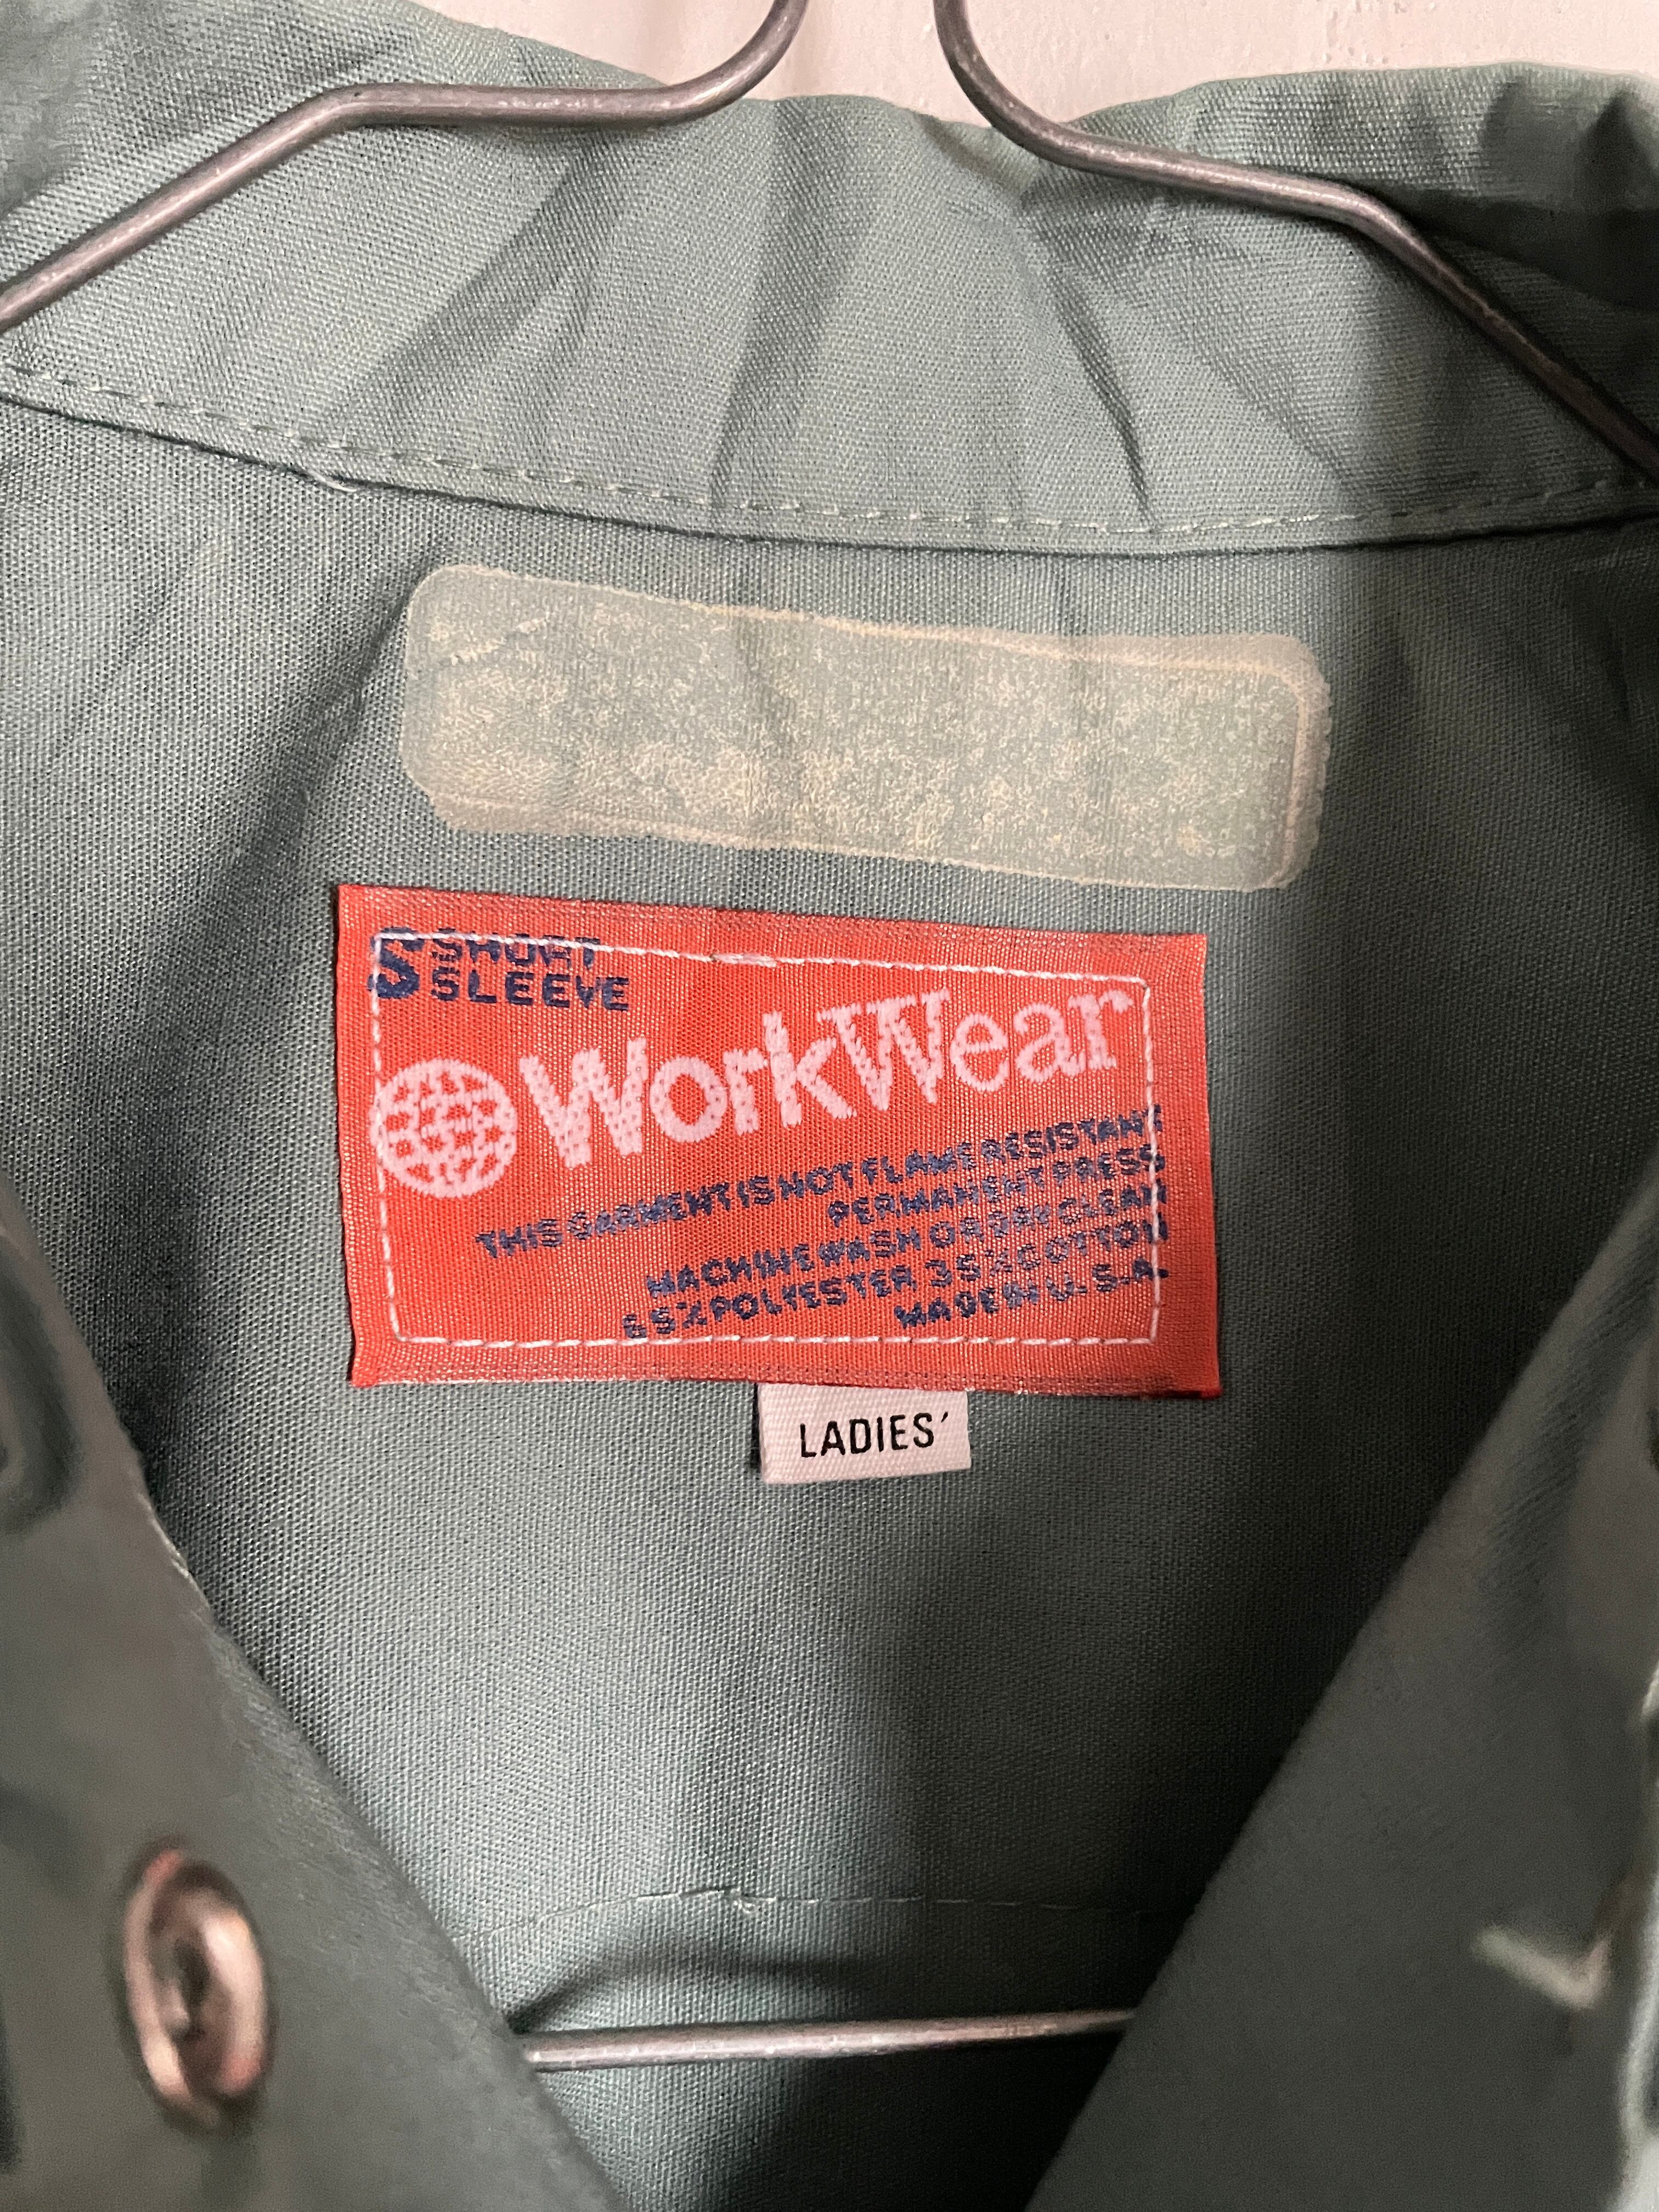 S SHORT
SLEEVE
WorkWear
THIS GARMENT IS NOT FLAME RESISTANT
PERMANENT PRESS
MACHINE WASH OR DRY CLEAN
65% POLYESTER 35% COTTON
MADE IN U.S.A.
LADIES'